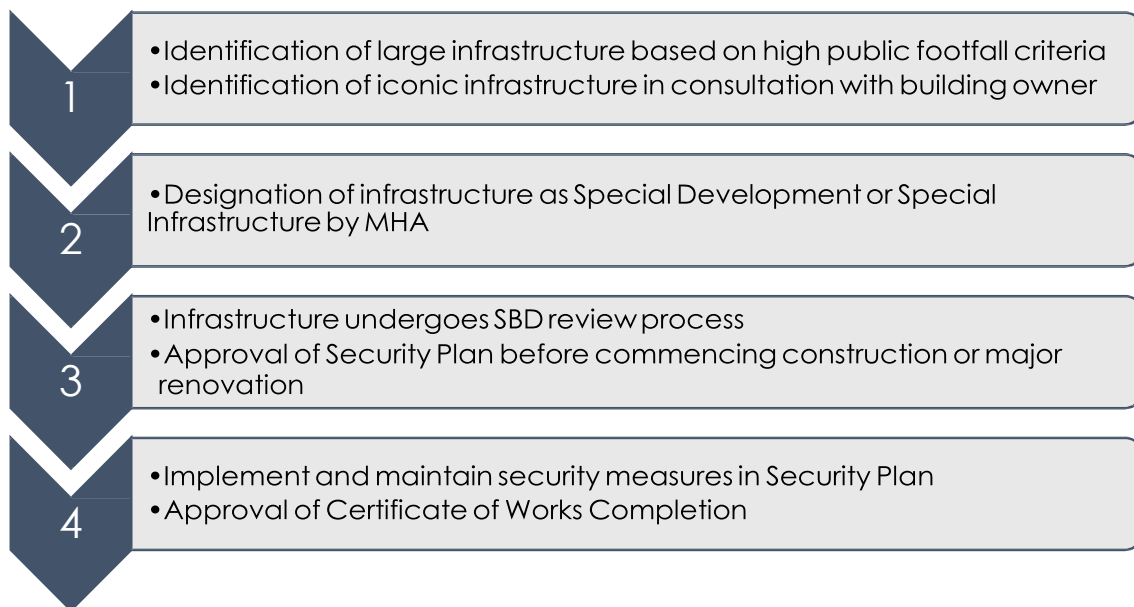 1
•Identification of large infrastructure based on high public footfall criteria
•Identification of iconic infrastructure in consultation with building owner
2
•Designation of infrastructure as Special Development or Special
Infrastructure by MHA
3
•Infrastructure undergoes SBD review process
•Approval of Security Plan before commencing construction or major
renovation
4
•Implement and maintain security measures in Security Plan
•Approval of Certificate of Works Completion